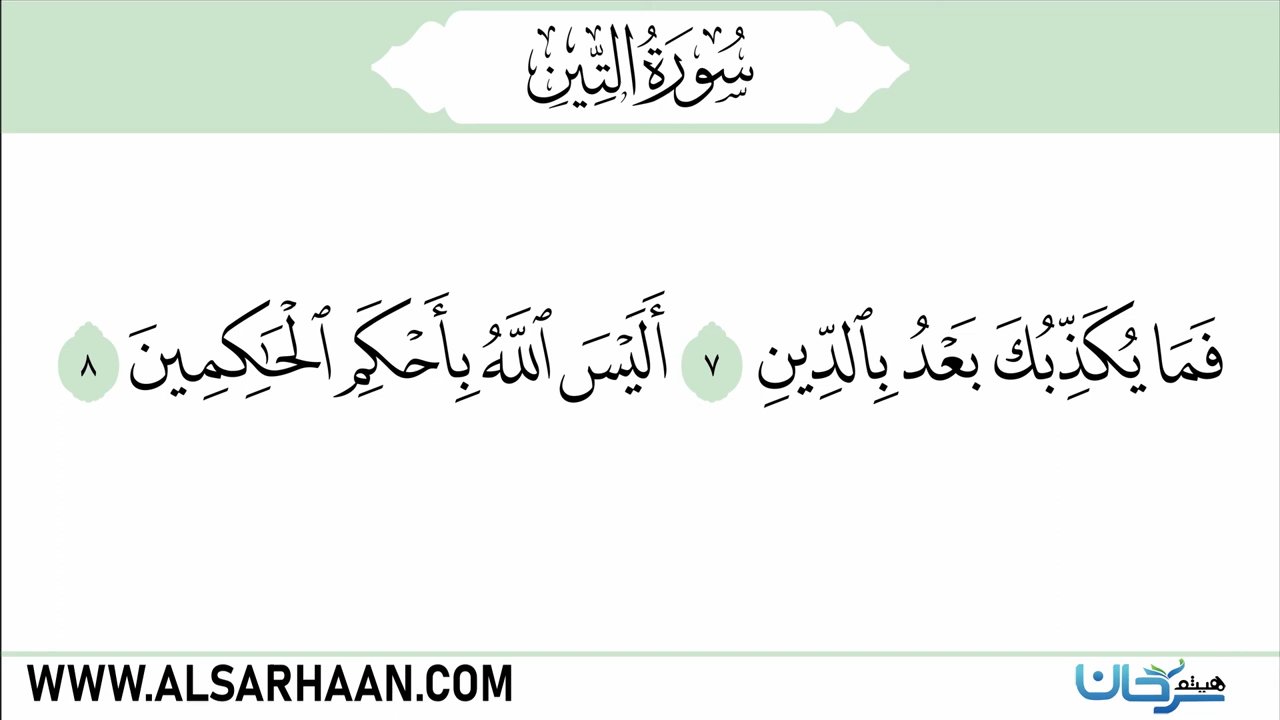 سُورَةُ التِّينِ
فَمَا يُكَذِّبُكَ بَعْدُ بِٱلدِّينِ ٧ أَلَيْسَ ٱللَّهُ بِأَحْكَمِ ٱلْحَـٰكِمِينَ ٨
WWW.ALSARHAAN.COM
هيثم سرحان